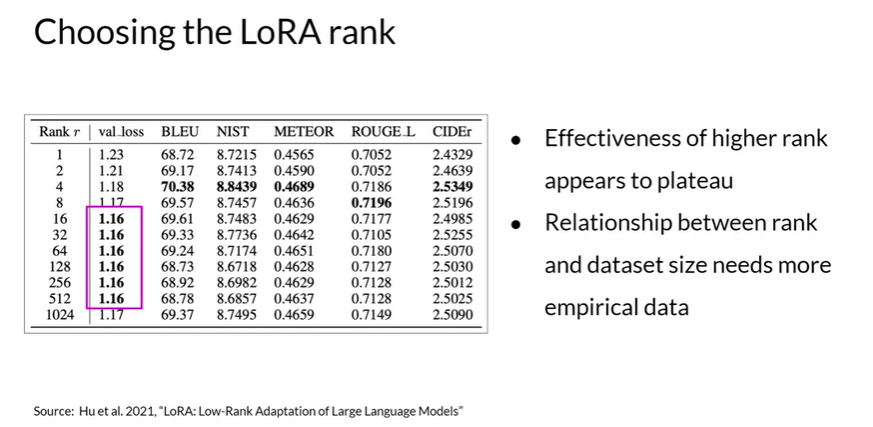 Choosing the LoRA rank
Rank r val_loss BLEU NIST METEOR ROUGE_L CIDEr
1 1.23 68.72 8.7215 0.4565 0.7052 2.4329
2 1.21 69.17 8.7413 0.4590 0.7052 2.4639
4 1.18 70.38 8.8439 0.4689 0.7186 2.5349
8 1.17 69.57 8.7457 0.4636 0.7196 2.5196
16 1.16 69.61 8.7483 0.4629 0.7177 2.4985
32 1.16 69.33 8.7736 0.4642 0.7105 2.5255
64 1.16 69.24 8.7174 0.4651 0.7180 2.5070
128 1.16 68.73 8.6718 0.4628 0.7127 2.5030
256 1.16 68.92 8.6982 0.4629 0.7128 2.5012
512 1.16 68.78 8.6857 0.4637 0.7128 2.5025
1024 1.17 69.37 8.7495 0.4659 0.7149 2.5090
• Effectiveness of higher rank
appears to plateau
• Relationship between rank
and dataset size needs more
empirical data
Source: Hu et al. 2021, “LoRA: Low-Rank Adaptation of Large Language Models”